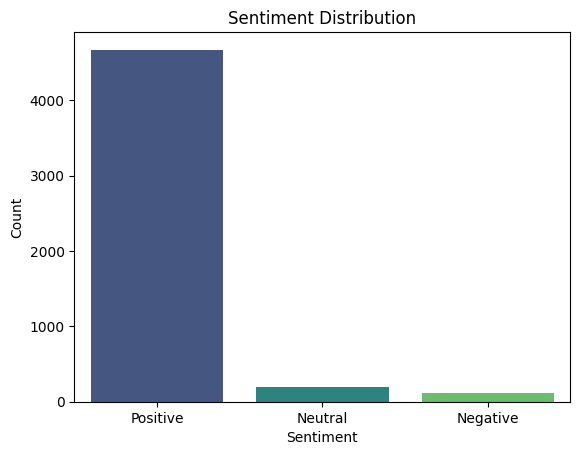 Sentiment Distribution
Count
4000
3000
2000
1000
0
Positive Neutral Negative
Sentiment